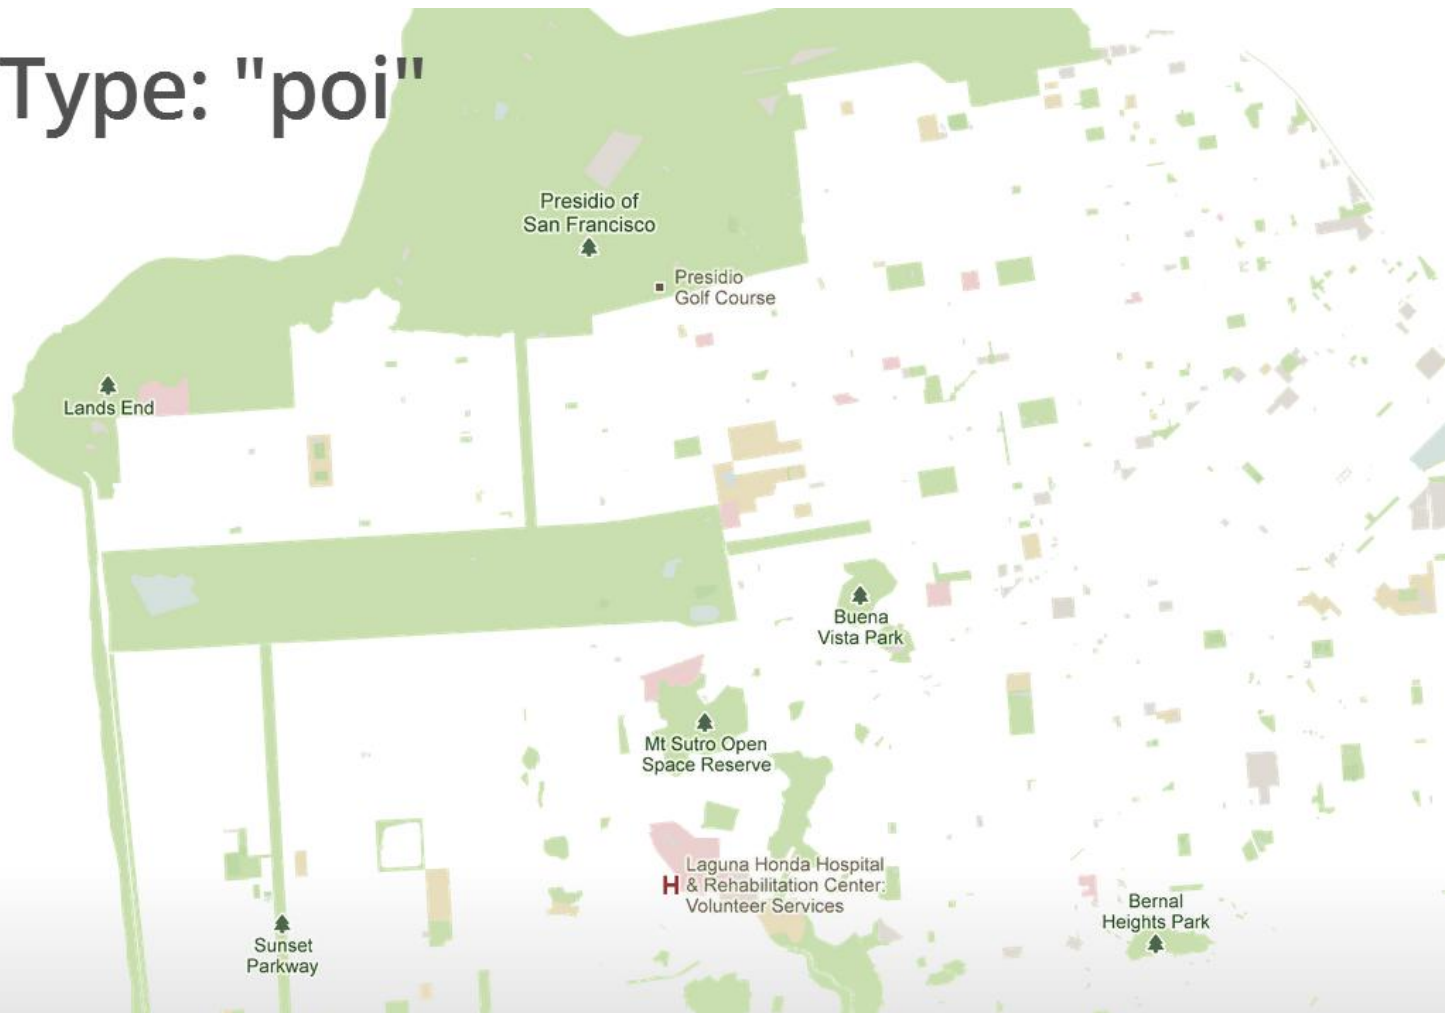 Type: "poi"
Presidio of
San Francisco
Presidio
Golf Course
Lands End
Buena
Vista Park
Mt Sutro Open
Space Reserve
Laguna Honda Hospital
H & Rehabilitation Center:
Volunteer Services
Bernal
Heights Park
Sunset
Parkway